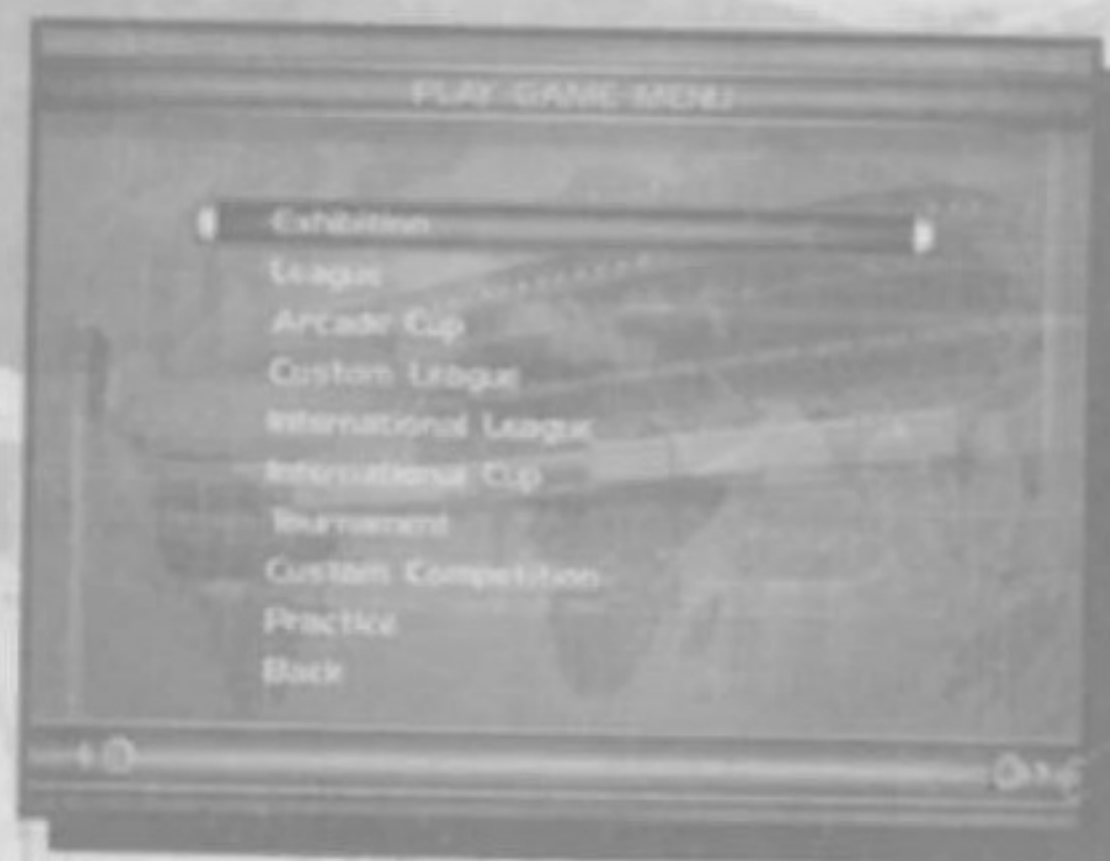 PLAY GAME MENU
Exhibition
League
Arcade Cup
Custom League
International League
International Cup
Tournament
Custom Competition
Practice
Back